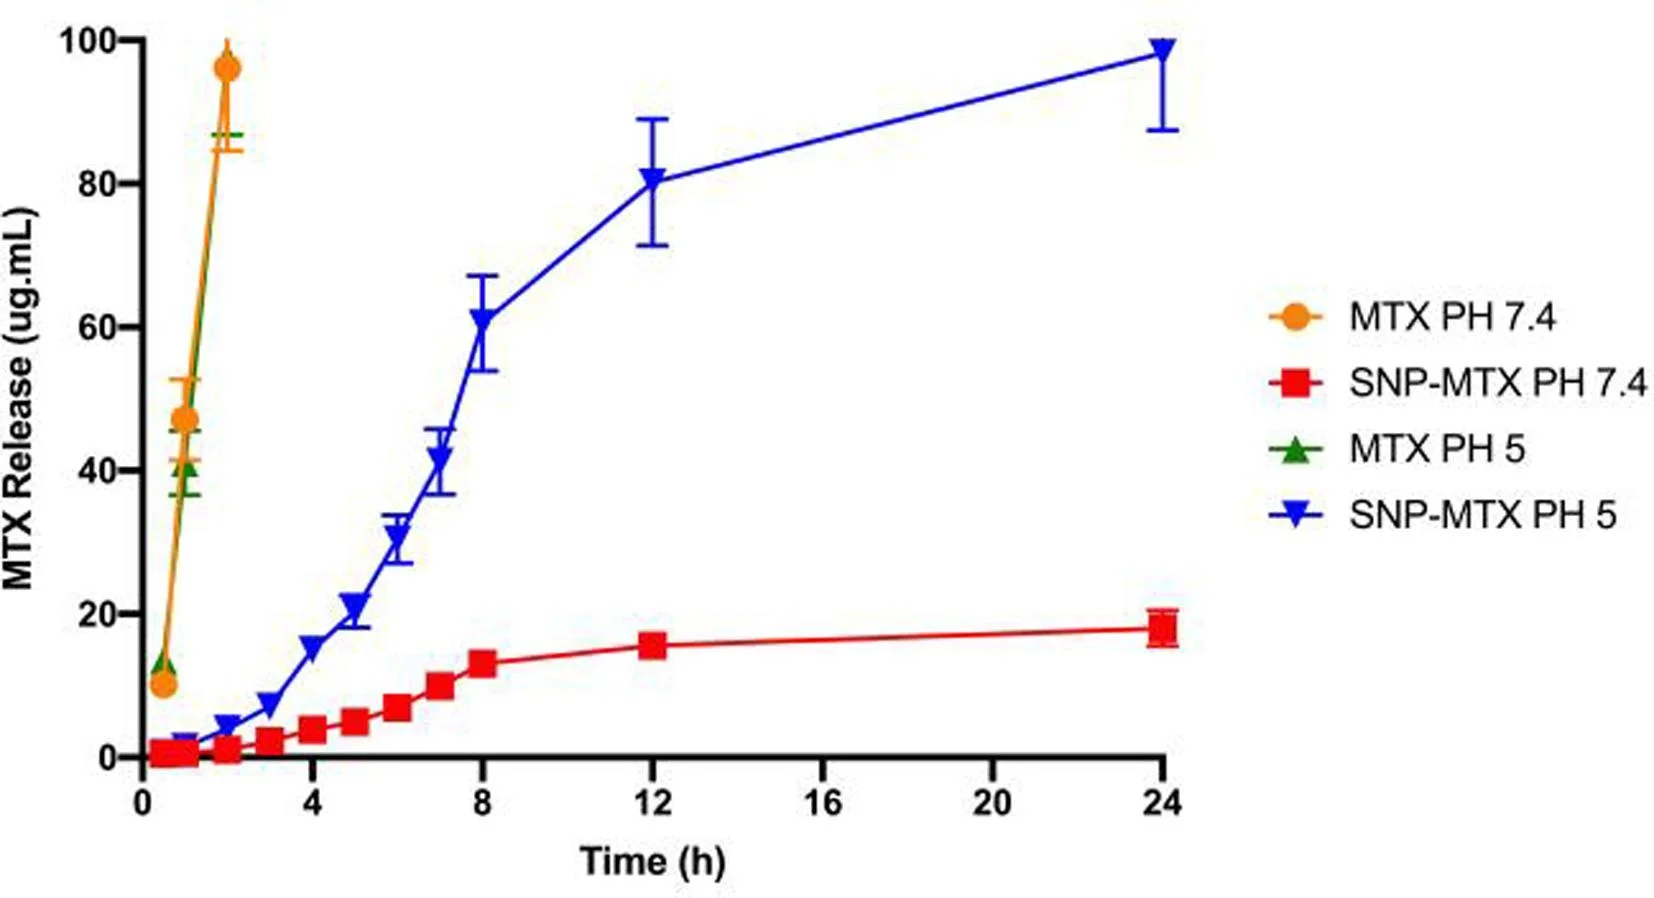 MTX Release (ug.mL)
100
80
60
40
20
0
0 4 8 12 16 20 24
Time (h)
MTX PH 7.4
SNP-MTX PH 7.4
MTX PH 5
SNP-MTX PH 5